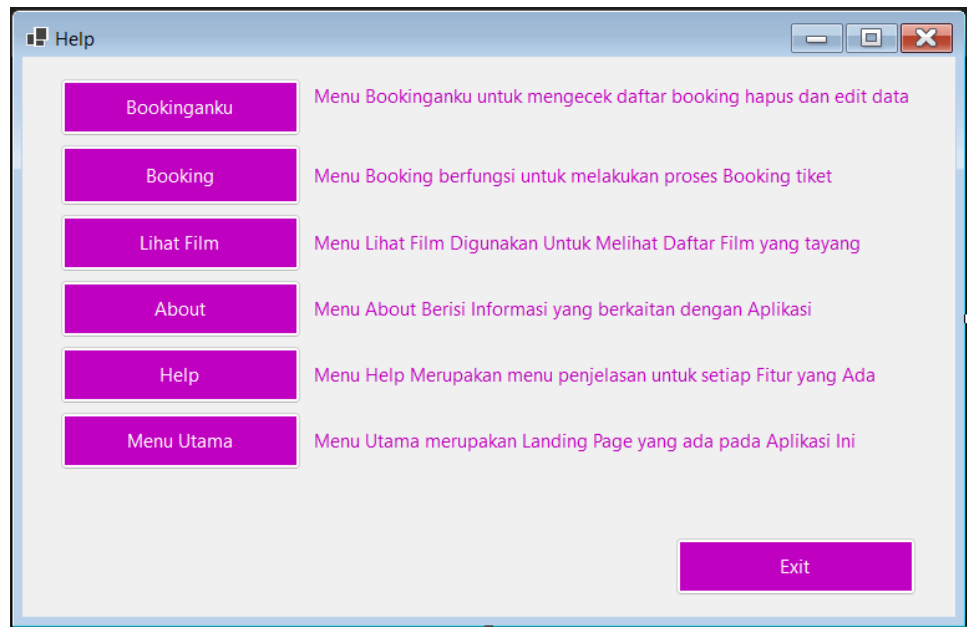 Help
Bookinganku
Menu Bookinganku untuk mengecek daftar booking hapus dan edit data
Booking
Menu Booking berfungsi untuk melakukan proses Booking tiket
Lihat Film
Menu Lihat Film Digunakan Untuk Melihat Daftar Film yang tayang
About
Menu About Berisi Informasi yang berkaitan dengan Aplikasi
Help
Menu Help Merupakan menu penjelasan untuk setiap Fitur yang Ada
Menu Utama
Menu Utama merupakan Landing Page yang ada pada Aplikasi Ini
Exit